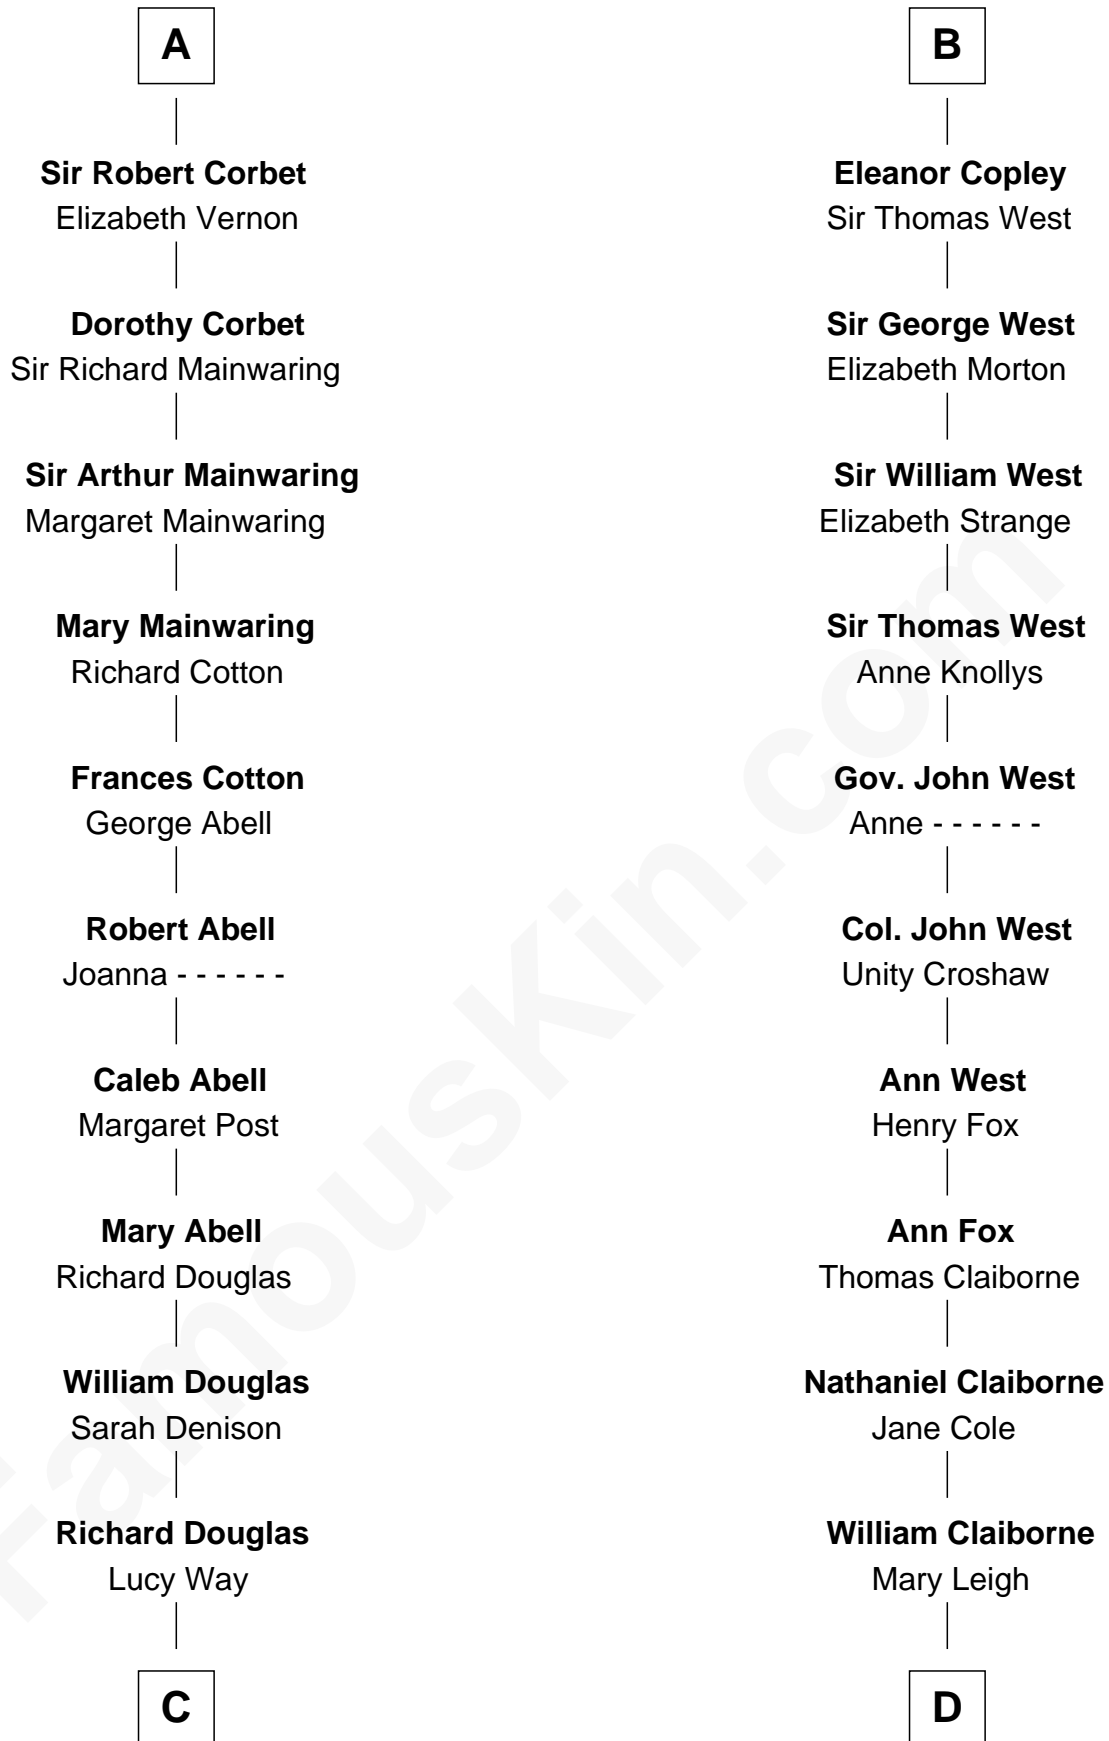 A
Sir Robert Corbet
Elizabeth Vernon
Dorothy Corbet
Sir Richard Mainwaring
Sir Arthur Mainwaring
Margaret Mainwaring
Mary Mainwaring
Richard Cotton
Frances Cotton
George Abell
Robert Abell
Joanna - - - - - -
Caleb Abell
Margaret Post
Mary Abell
Richard Douglas
William Douglas
Sarah Denison
Richard Douglas
Lucy Way
C
B
Eleanor Copley
Sir Thomas West
Sir George West
Elizabeth Morton
Sir William West
Elizabeth Strange
Sir Thomas West
Anne Knollys
Gov. John West
Anne - - - - - -
Col. John West
Unity Croshaw
Ann West
Henry Fox
Ann Fox
Thomas Claiborne
Nathaniel Claiborne
Jane Cole
William Claiborne
Mary Leigh
D
FamousKin.com